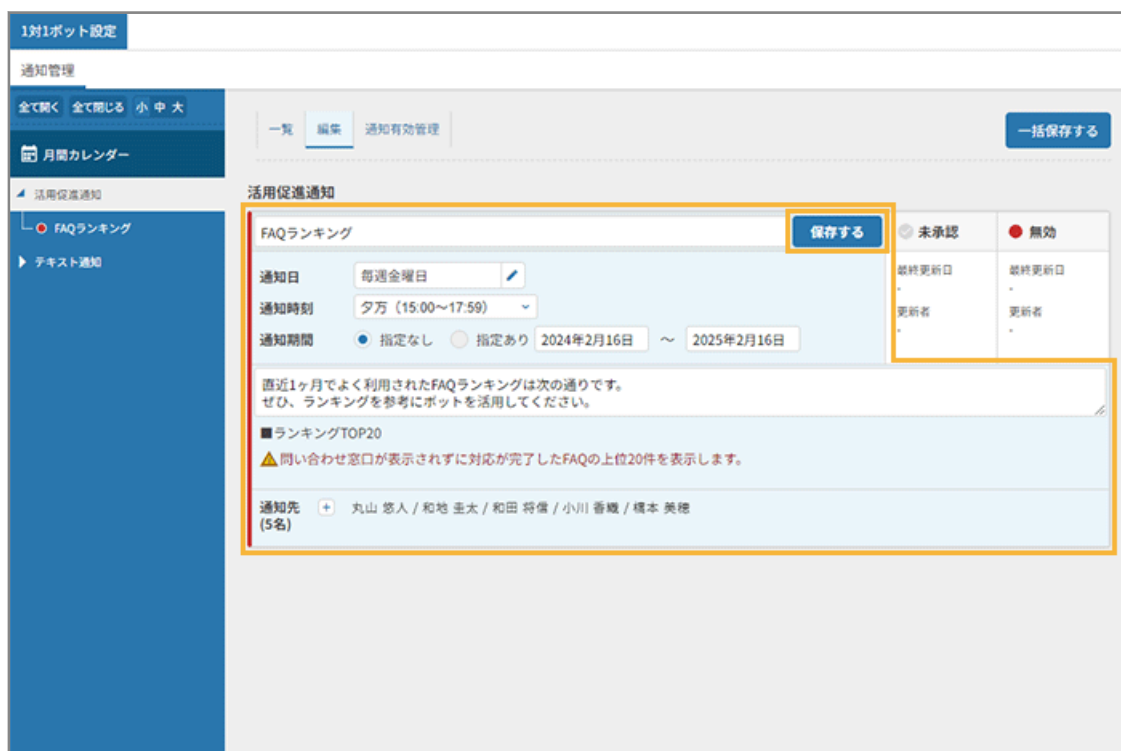 1対1ボット設定
通知管理
全て開く 全て閉じる 小 中 大
月間カレンダー
活用促進通知
FAQランキング
テキスト通知
一覧 編集 通知有効管理
一括保存する
活用促進通知
FAQランキング 保存する 未承認 無効
通知日 毎週金曜日
通知時刻 夕方（15:00～17:59）
通知期間 指定なし 指定あり 2024年2月16日 ～ 2025年2月16日
最終更新日 最終更新日
- -
更新者 更新者
- -
直近1ヶ月でよく利用されたFAQランキングは次の通りです。
ぜひ、ランキングを参考にボットを活用してください。
■ランキングTOP20
問い合わせ窓口が表示されずに対応が完了したFAQの上位20件を表示します。
通知先 + 丸山 悠人 / 和地 圭太 / 和田 将信 / 小川 香織 / 橋本 美穂
(5名)